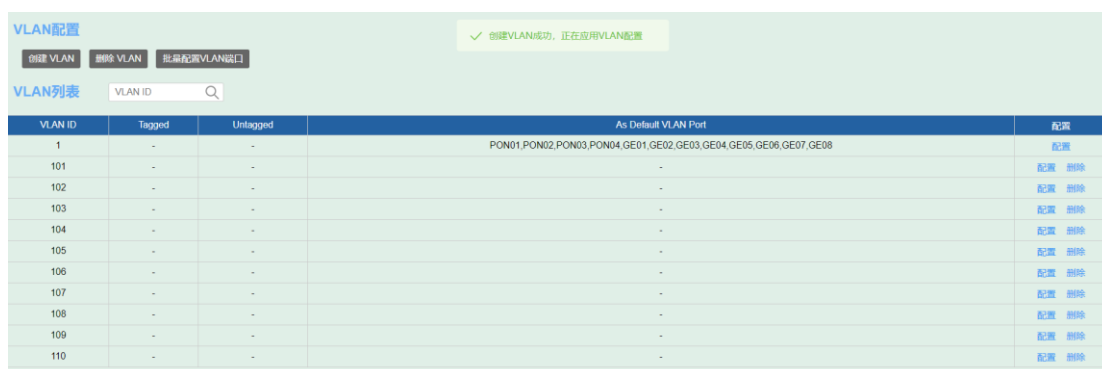 VLAN配置
创建VLAN成功，正在应用VLAN配置
创建 VLAN 删除 VLAN 批量配置VLAN端口
VLAN列表 VLAN ID
VLAN ID Tagged Untagged As Default VLAN Port 配置
1 - - PON01,PON02,PON03,PON04,GE01,GE02,GE03,GE04,GE05,GE06,GE07,GE08 配置
101 - - - 配置 删除
102 - - - 配置 删除
103 - - - 配置 删除
104 - - - 配置 删除
105 - - - 配置 删除
106 - - - 配置 删除
107 - - - 配置 删除
108 - - - 配置 删除
109 - - - 配置 删除
110 - - - 配置 删除